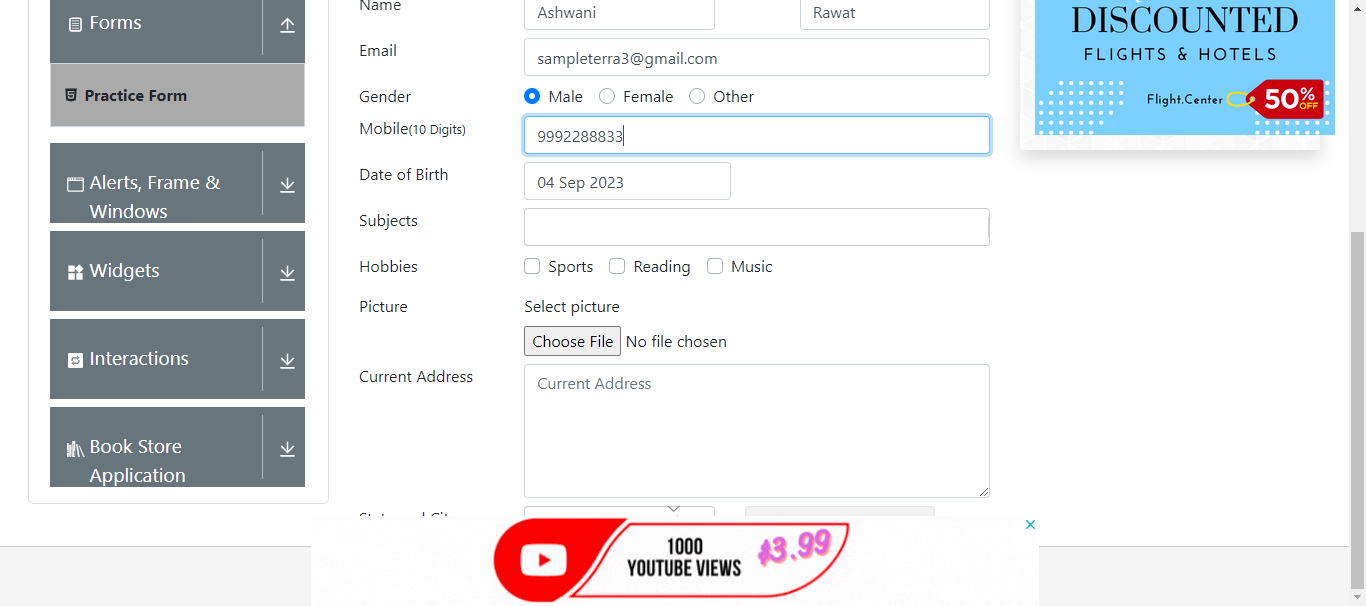 Forms
Practice Form
Alerts, Frame &
Windows
Widgets
Interactions
Book Store
Application
Name Ashwani Rawat
Email sampleterra3@gmail.com
Gender Male Female Other
Mobile(10 Digits) 9992288833
Date of Birth 04 Sep 2023
Subjects
Hobbies Sports Reading Music
Picture Select picture
Choose File No file chosen
Current Address Current Address
DISCOUNTED
FLIGHTS & HOTELS
Flight.Center 50% OFF
1000
YOUTUBE VIEWS
$3.99